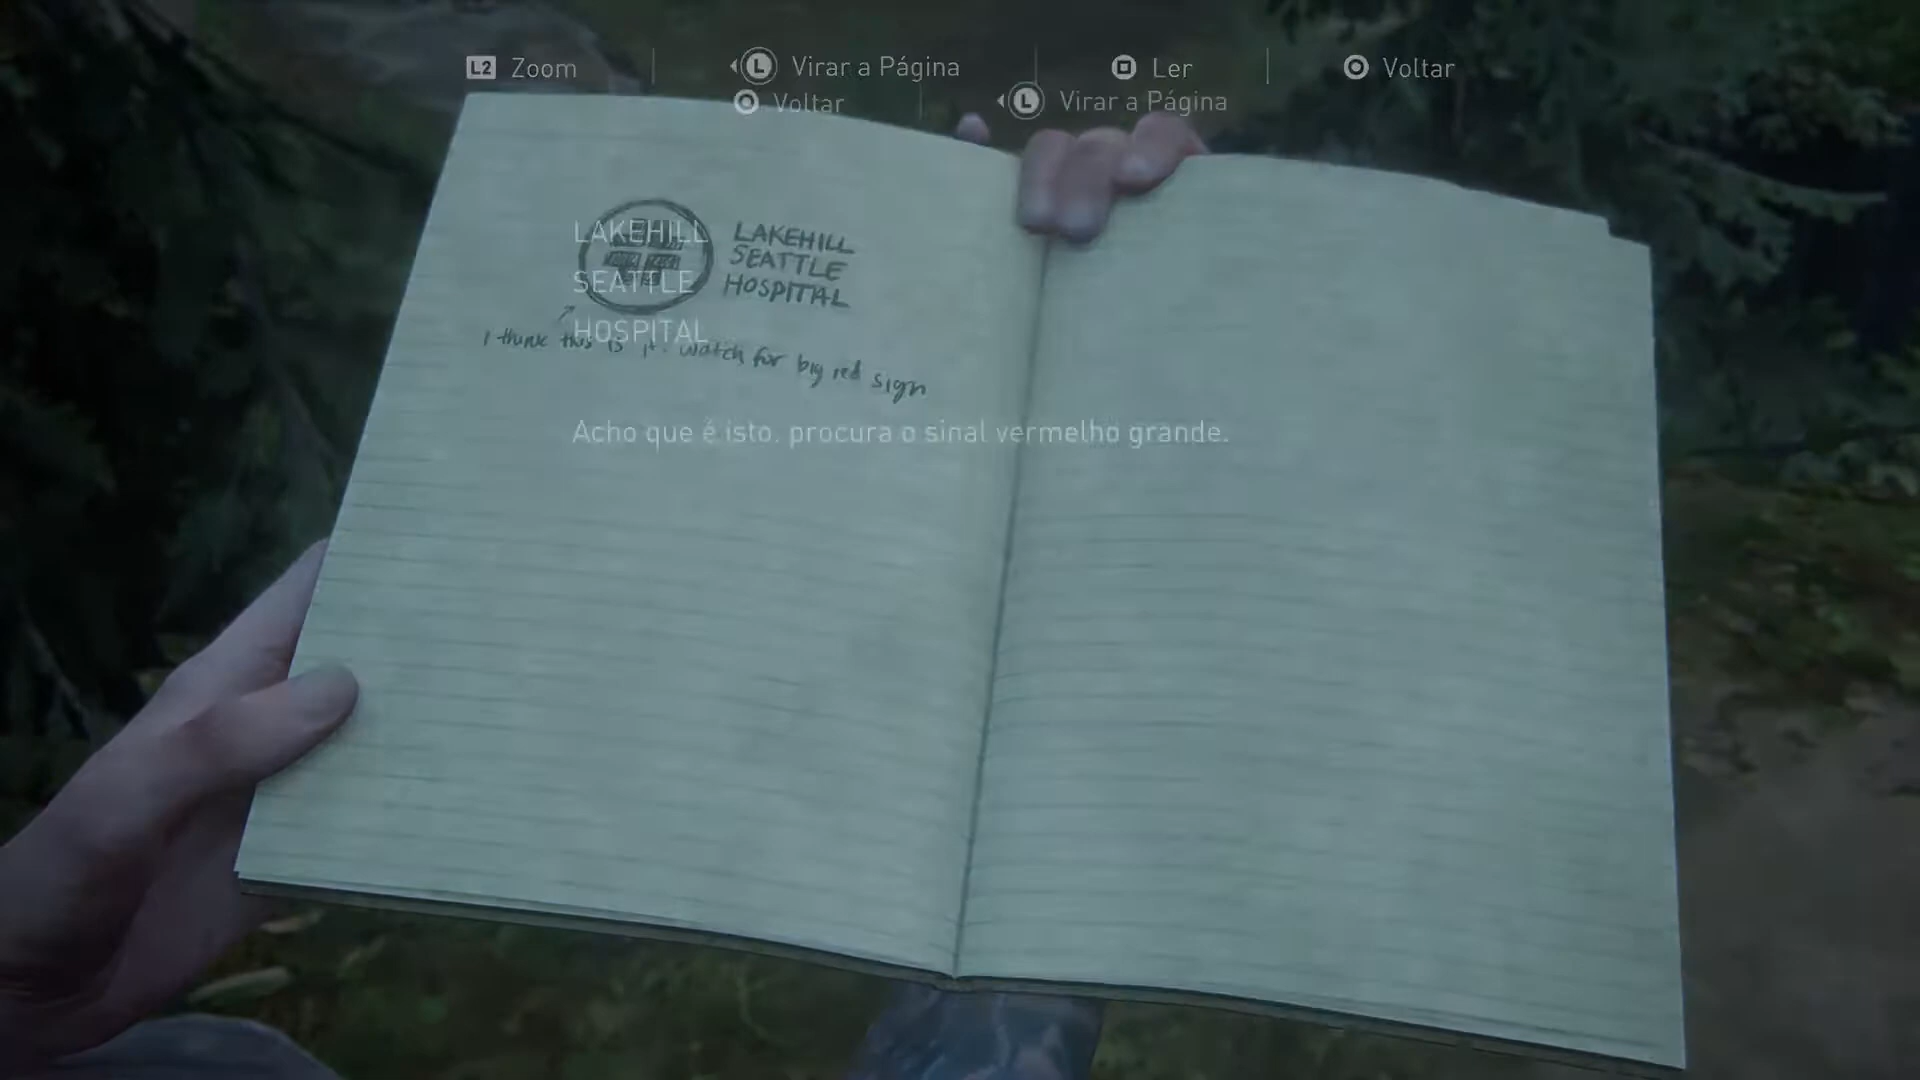 L2 Zoom
L Virar a Página
Ler
Voltar
Voltar
L Virar a Página
LAKEHILL
SEATTLE
HOSPITAL
LAKEHILL
SEATTLE
HOSPITAL
I think this is it. watch for big red sign
Acho que é isto, procura o sinal vermelho grande.